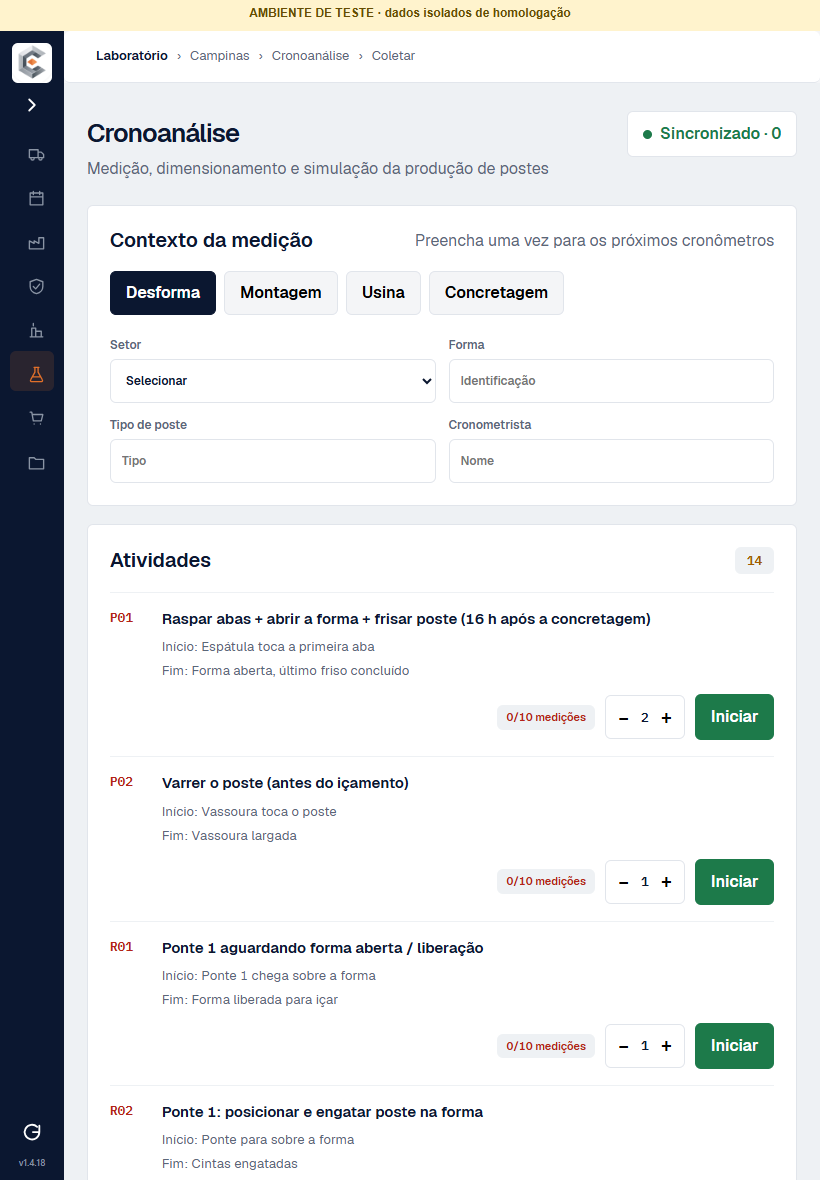 AMBIENTE DE TESTE · dados isolados de homologação
Laboratório › Campinas › Cronoanálise › Coletar
Cronoanálise
Sincronizado · 0
Medição, dimensionamento e simulação da produção de postes
Contexto da medição
Preencha uma vez para os próximos cronômetros
Desforma Montagem Usina Concretagem
Setor Forma
Selecionar Identificação
Tipo de poste Cronometrista
Tipo Nome
Atividades 14
P01 Raspar abas + abrir a forma + frisar poste (16 h após a concretagem)
Início: Espátula toca a primeira aba
Fim: Forma aberta, último friso concluído
0/10 medições − 2 + Iniciar
P02 Varrer o poste (antes do içamento)
Início: Vassoura toca o poste
Fim: Vassoura largada
0/10 medições − 1 + Iniciar
R01 Ponte 1 aguardando forma aberta / liberação
Início: Ponte 1 chega sobre a forma
Fim: Forma liberada para içar
0/10 medições − 1 + Iniciar
R02 Ponte 1: posicionar e engatar poste na forma
Início: Ponte para sobre a forma
Fim: Cintas engatadas
v1.4.18